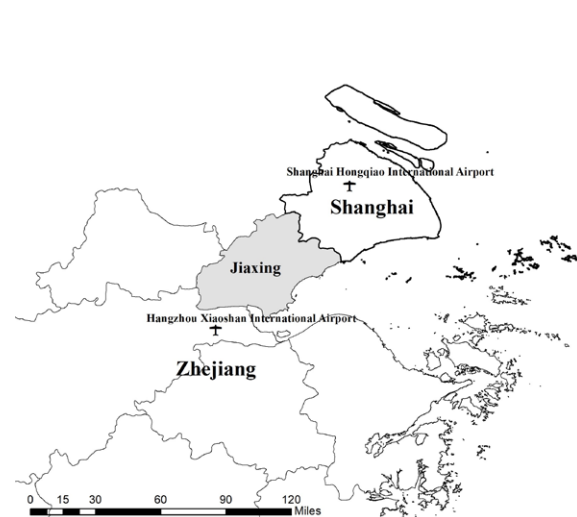 Shanghai Hongqiao International Airport
Shanghai
Jiaxing
Hangzhou Xiaoshan International Airport
Zhejiang
0 15 30 60 90 120
Miles